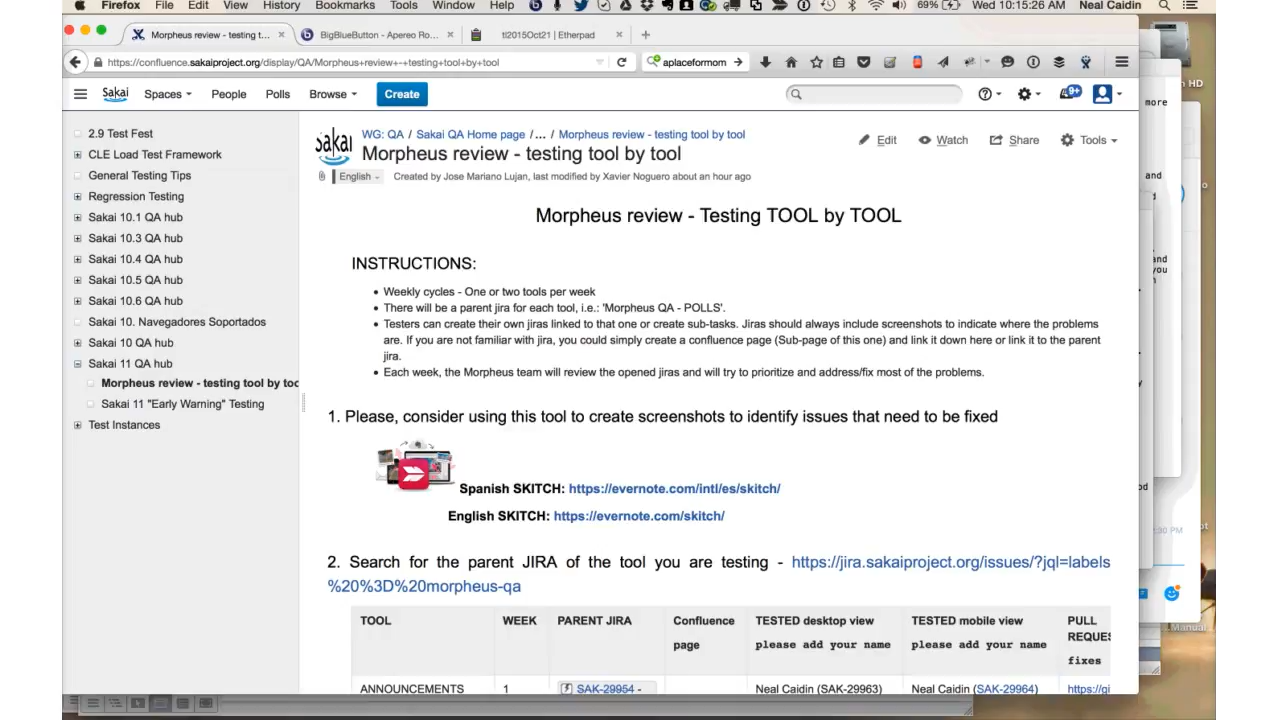 Firefox File Edit View History Bookmarks Tools Window Help 69% Wed 10:15:26 Neal Caidin
Morpheus review - testing t... BigBlueButton - Apereo Ro... tl2015Oct21 | Etherpad
https://confluence.sakaiproject.org/display/QA/Morpheus+review+-+testing+tool+by+tool aplaceformom
Sakai Spaces People Polls Browse Create 9+
2.9 Test Fest
CLE Load Test Framework
General Testing Tips
Regression Testing
Sakai 10.1 QA hub
Sakai 10.3 QA hub
Sakai 10.4 QA hub
Sakai 10.5 QA hub
Sakai 10.6 QA hub
Sakai 10. Navegadores Soportados
Sakai 10 QA hub
Sakai 11 QA hub
Morpheus review - testing tool by too
Sakai 11 "Early Warning" Testing
Test Instances
sakai
WG: QA / Sakai QA Home page /... / Morpheus review - testing tool by tool
Edit Watch Share Tools
Morpheus review - testing tool by tool
English Created by Jose Mariano Lujan, last modified by Xavier Noguero about an hour ago
Morpheus review - Testing TOOL by TOOL
INSTRUCTIONS:
Weekly cycles - One or two tools per week
There will be a parent jira for each tool, i.e.: 'Morpheus QA - POLLS'.
Testers can create their own jiras linked to that one or create sub-tasks. Jiras should always include screenshots to indicate where the problems
are. If you are not familiar with jira, you could simply create a confluence page (Sub-page of this one) and link it down here or link it to the parent
jira.
Each week, the Morpheus team will review the opened jiras and will try to prioritize and address/fix most of the problems.
1. Please, consider using this tool to create screenshots to identify issues that need to be fixed
Spanish SKITCH: https://evernote.com/intl/es/skitch/
English SKITCH: https://evernote.com/skitch/
2. Search for the parent JIRA of the tool you are testing - https://jira.sakaiproject.org/issues/?jql=labels
%20%3D%20morpheus-qa
TOOL WEEK PARENT JIRA Confluence page TESTED desktop view please add your name TESTED mobile view please add your name PULL REQUES fixes
ANNOUNCEMENTS 1 SAK-29954 - Neal Caidin (SAK-29963) Neal Caidin (SAK-29964) https://gi
HD
more
and
and
you
:30 PM
Manual